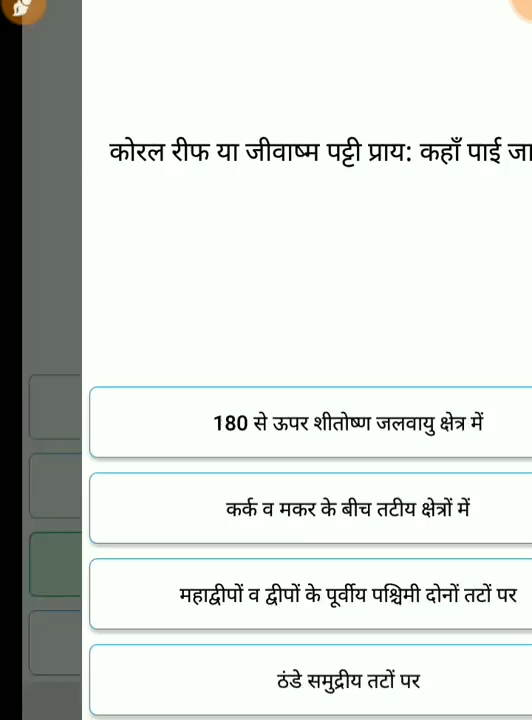 कोरल रीफ या जीवाष्म पट्टी प्राय: कहाँ पाई
180 से ऊपर शीतोष्ण जलवायु क्षेत्र में
कर्क व मकर के बीच तटीय क्षेत्रों में
महाद्वीपों व द्वीपों के पूर्वीय पश्चिमी दोनों तटों पर
ठंडे समुद्रीय तटों पर